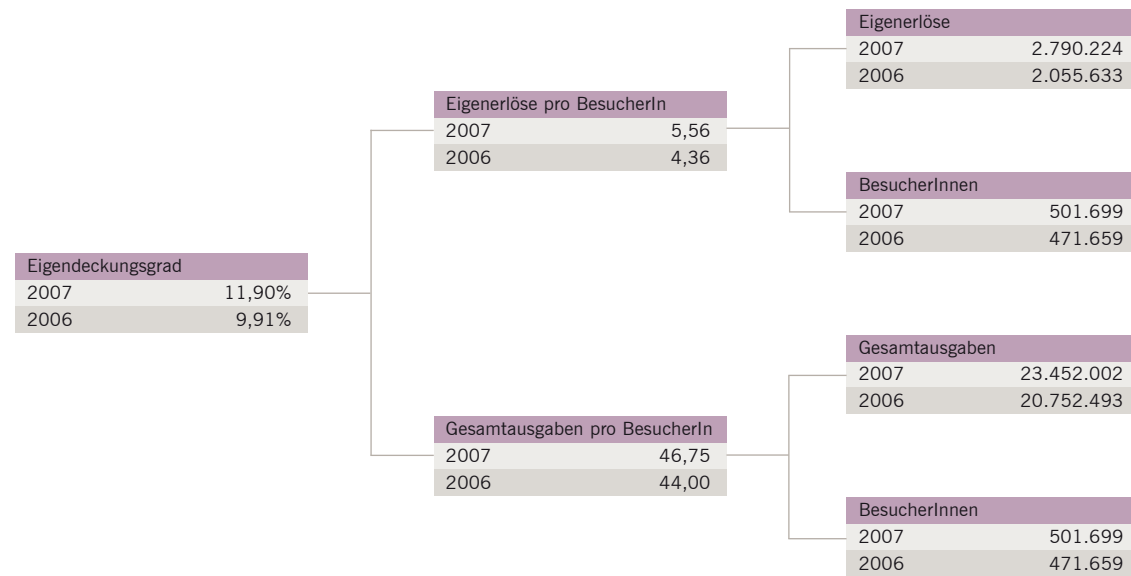 Eigenerlöse
2007 2.790.224
2006 2.055.633
Eigenerlöse pro BesucherIn
2007 5,56
2006 4,36
BesucherInnen
2007 501.699
2006 471.659
Eigendeckungsgrad
2007 11,90%
2006 9,91%
Gesamtausgaben
2007 23.452.002
2006 20.752.493
Gesamtausgaben pro BesucherIn
2007 46,75
2006 44,00
BesucherInnen
2007 501.699
2006 471.659